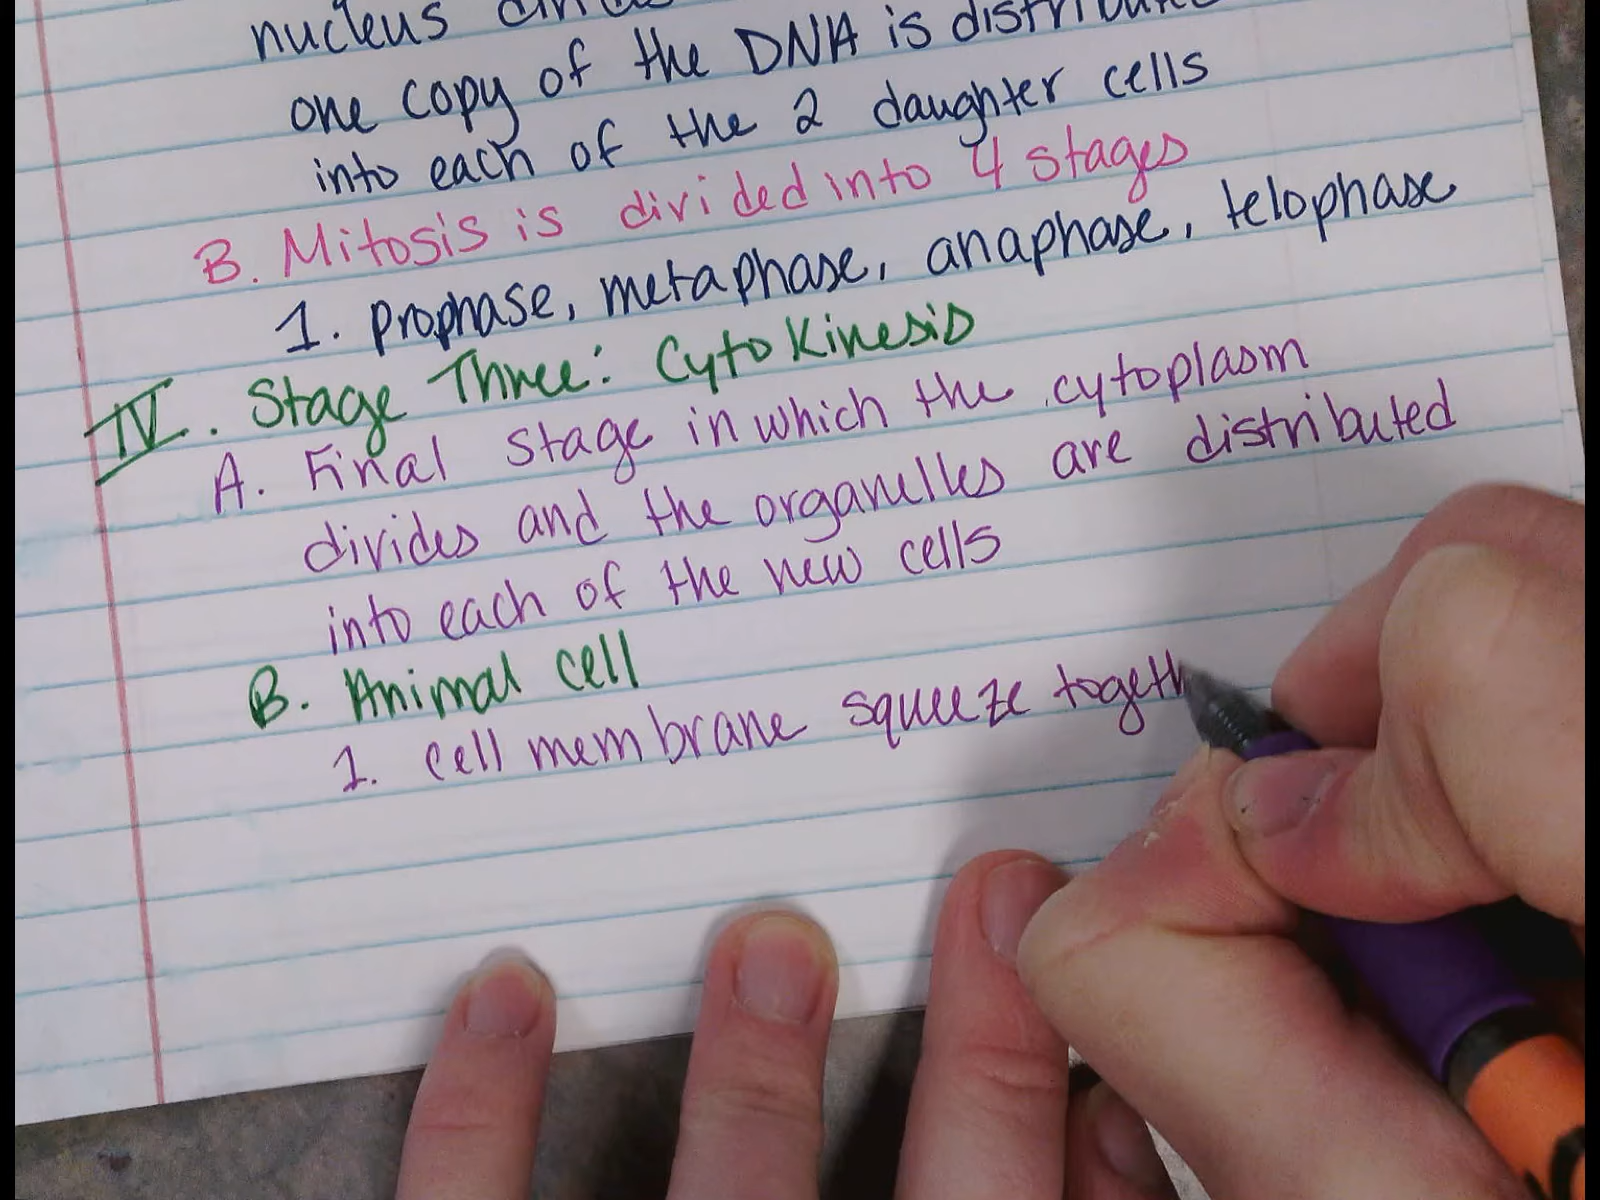 nucleus
one copy of the DNA is
into each of the 2 daughter cells
B. Mitosis is divided into 4 stages
1. prophase, metaphase, anaphase, telophase
IV. Stage Three: Cytokinesis
A. Final stage in which the cytoplasm
divides and the organelles are distributed
into each of the new cells
B. Animal cell
1. cell membrane squeeze togeth